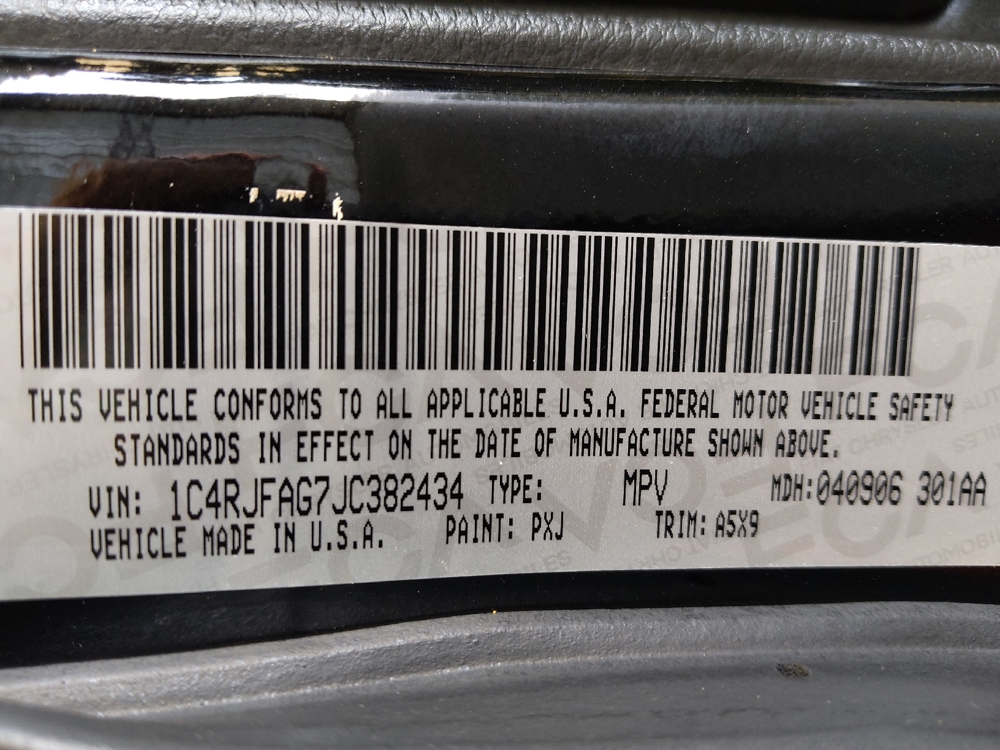 THIS VEHICLE CONFORMS TO ALL APPLICABLE U.S.A. FEDERAL MOTOR VEHICLE SAFETY
STANDARDS IN EFFECT ON THE DATE OF MANUFACTURE SHOWN ABOVE.
VIN: 1C4RJFAG7JC382434 TYPE: MPV MDH:040906 301AA
VEHICLE MADE IN U.S.A. PAINT: PXJ TRIM: A5X9